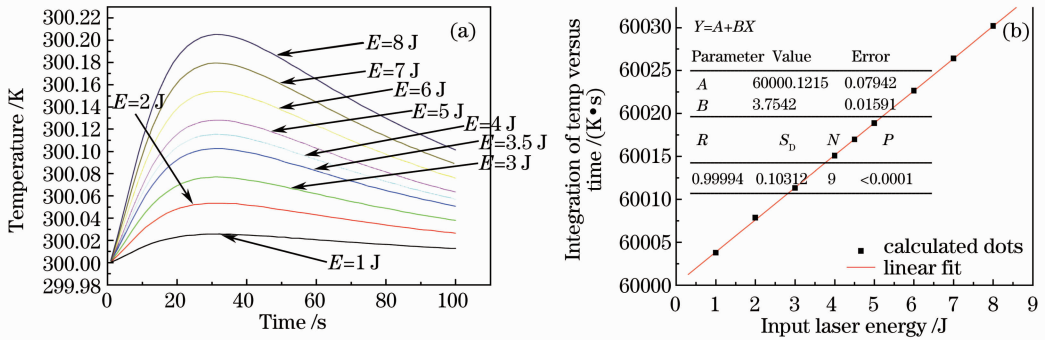 (a)
300.22
300.20
300.18
300.16
300.14
300.12
300.10
300.08
300.06
300.04
300.02
300.00
299.98
Temperature /K
E=8 J
E=7 J
E=6 J
E=5 J
E=4 J
E=3.5 J
E=3 J
E=2 J
E=1 J
0 20 40 60 80 100
Time /s
(b)
60030
60025
60020
60015
60010
60005
60000
Integration of temp versus
time /(K•s)
Y=A+BX
Parameter Value Error
A 60000.1215 0.07942
B 3.7542 0.01591
R S_D N P
0.99994 0.10312 9 <0.0001
calculated dots
linear fit
0 1 2 3 4 5 6 7 8 9
Input laser energy /J